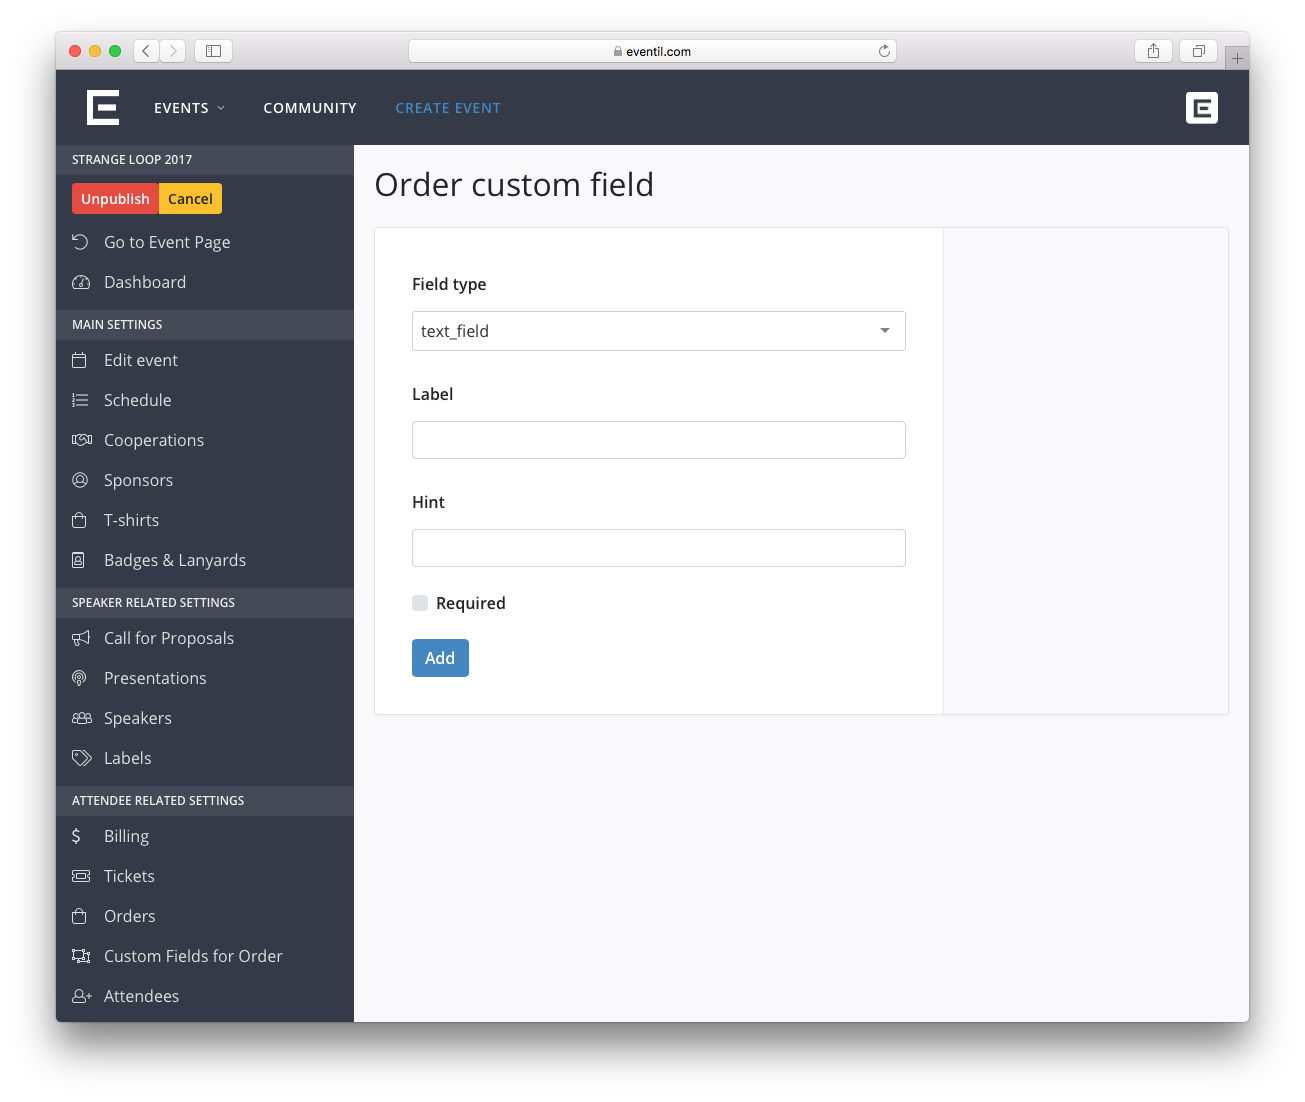 eventil.com
EVENTS
COMMUNITY
CREATE EVENT
STRANGE LOOP 2017
Unpublish
Cancel
Go to Event Page
Dashboard
MAIN SETTINGS
Edit event
Schedule
Cooperations
Sponsors
T-shirts
Badges & Lanyards
SPEAKER RELATED SETTINGS
Call for Proposals
Presentations
Speakers
Labels
ATTENDEE RELATED SETTINGS
Billing
Tickets
Orders
Custom Fields for Order
Attendees
Order custom field
Field type
text_field
Label
Hint
Required
Add